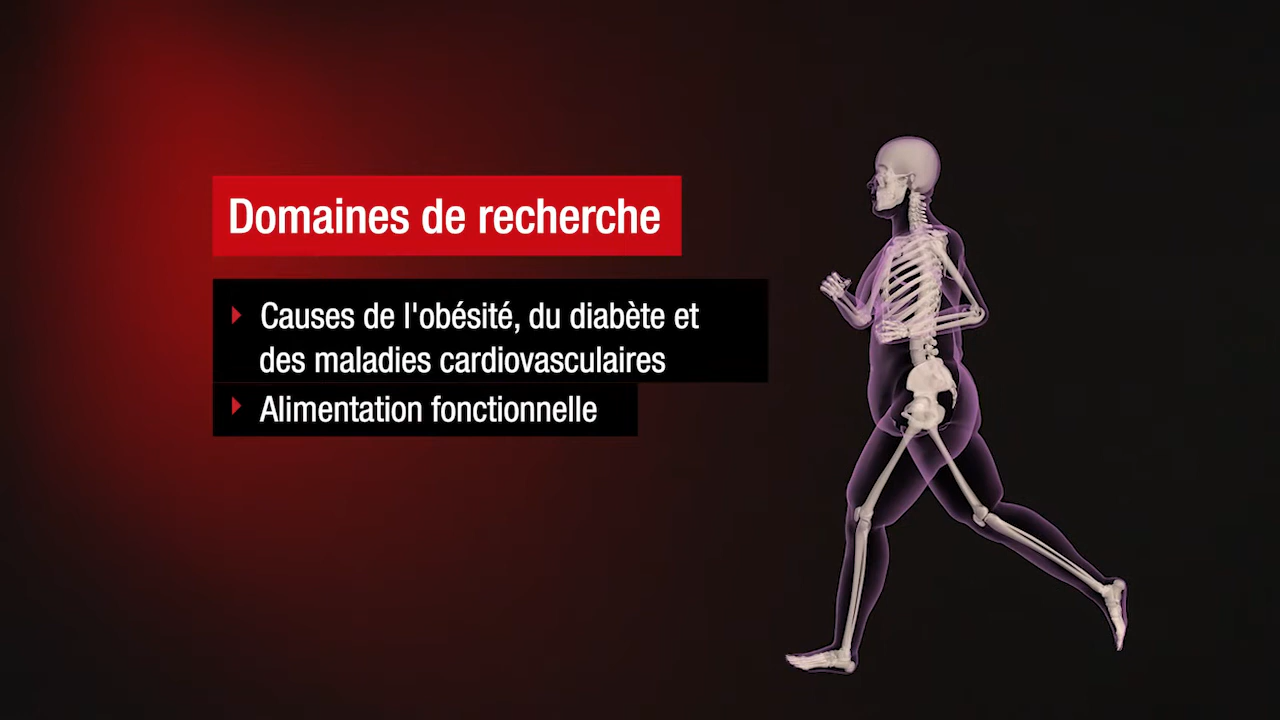 Domaines de recherche
Causes de l'obésité, du diabète et
des maladies cardiovasculaires
Alimentation fonctionnelle